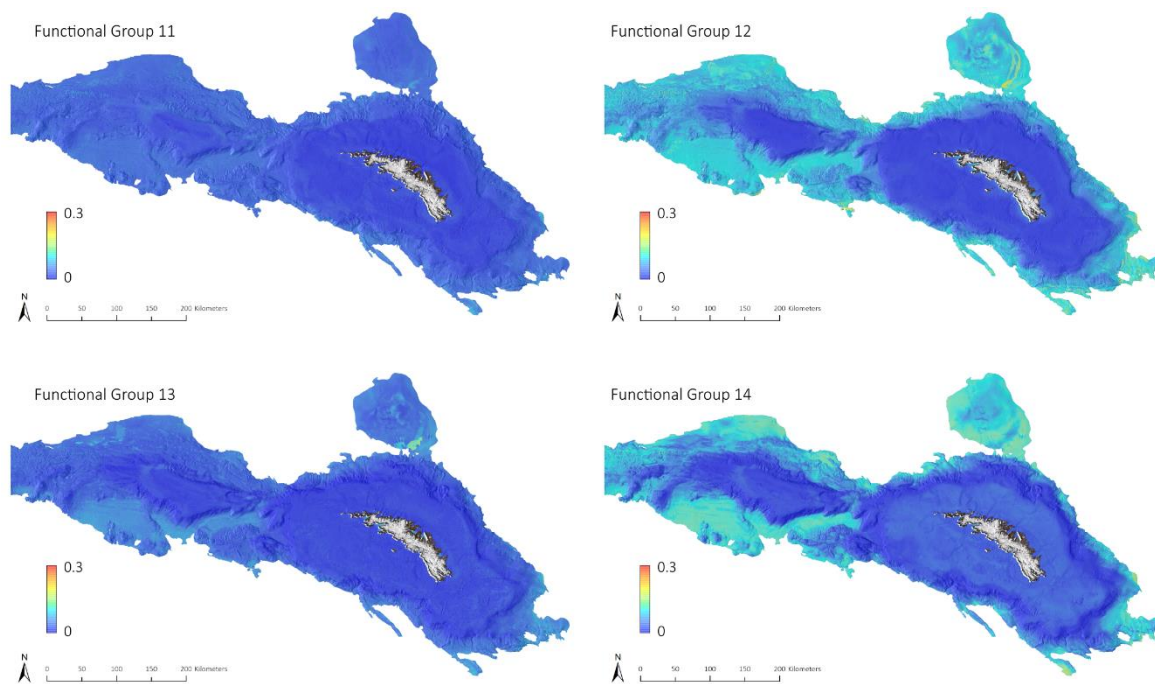 Functional Group 11
0.3
0
N
0 50 100 150 200 Kilometers
Functional Group 12
0.3
0
N
0 50 100 150 200 Kilometers
Functional Group 13
0.3
0
N
0 50 100 150 200 Kilometers
Functional Group 14
0.3
0
N
0 50 100 150 200 Kilometers